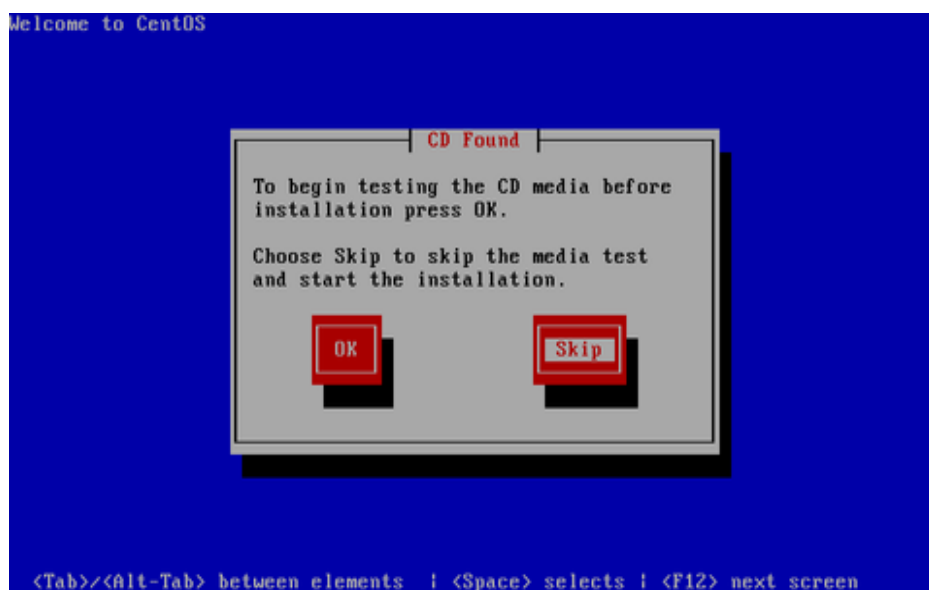 Welcome to CentOS
CD Found
To begin testing the CD media before
installation press OK.
Choose Skip to skip the media test
and start the installation.
OK Skip
<Tab>/<Alt-Tab> between elements | <Space> selects | <F12> next screen